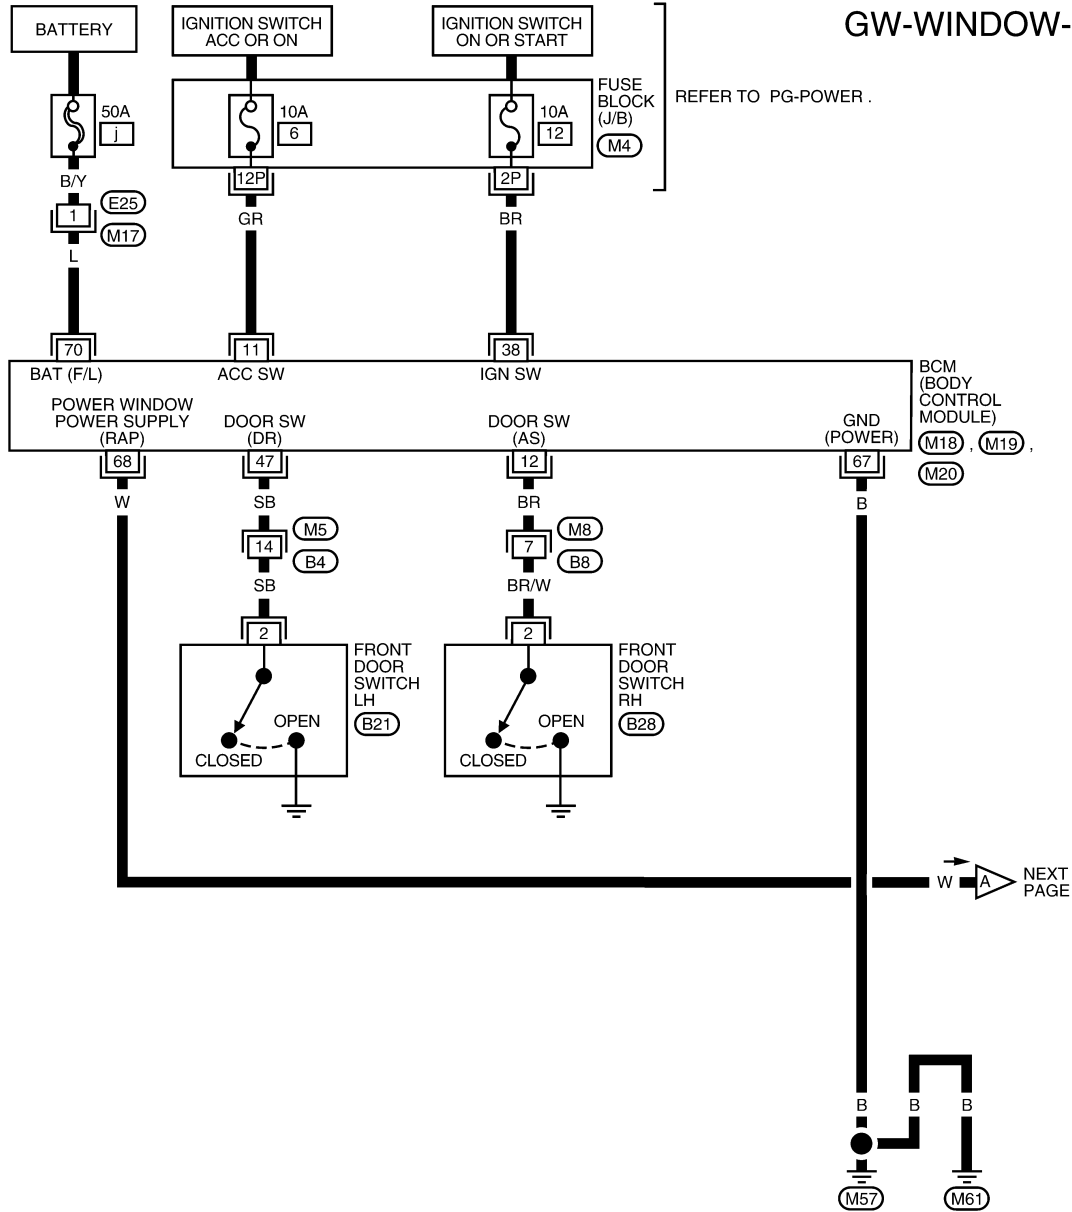 GW-WINDOW-
BATTERY
IGNITION SWITCH
ACC OR ON
IGNITION SWITCH
ON OR START
50A
j
10A
6
10A
12
FUSE
BLOCK
(J/B)
M4
REFER TO PG-POWER .
12P
2P
B/Y
GR
BR
1
E25
M17
L
70
11
38
BAT (F/L)
ACC SW
IGN SW
BCM
(BODY
CONTROL
MODULE)
M18 , M19 ,
M20
POWER WINDOW
POWER SUPPLY
(RAP)
DOOR SW
(DR)
DOOR SW
(AS)
GND
(POWER)
68
47
12
67
W
SB
BR
B
14
M5
B4
7
M8
B8
SB
BR/W
2
2
FRONT
DOOR
SWITCH
LH
B21
FRONT
DOOR
SWITCH
RH
B28
OPEN
CLOSED
OPEN
CLOSED
W
A
NEXT
PAGE
B
B
B
M57
M61